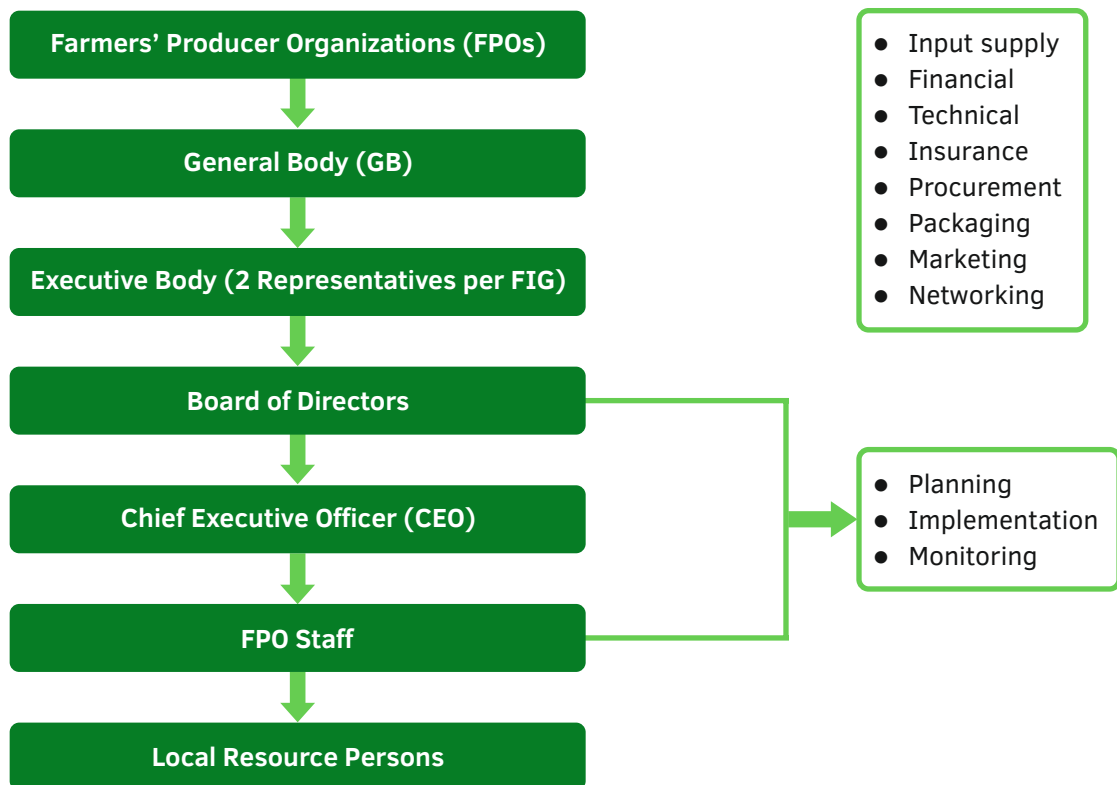 Farmers’ Producer Organizations (FPOs)
General Body (GB)
Executive Body (2 Representatives per FIG)
Board of Directors
Chief Executive Officer (CEO)
FPO Staff
Local Resource Persons
● Input supply
● Financial
● Technical
● Insurance
● Procurement
● Packaging
● Marketing
● Networking
● Planning
● Implementation
● Monitoring